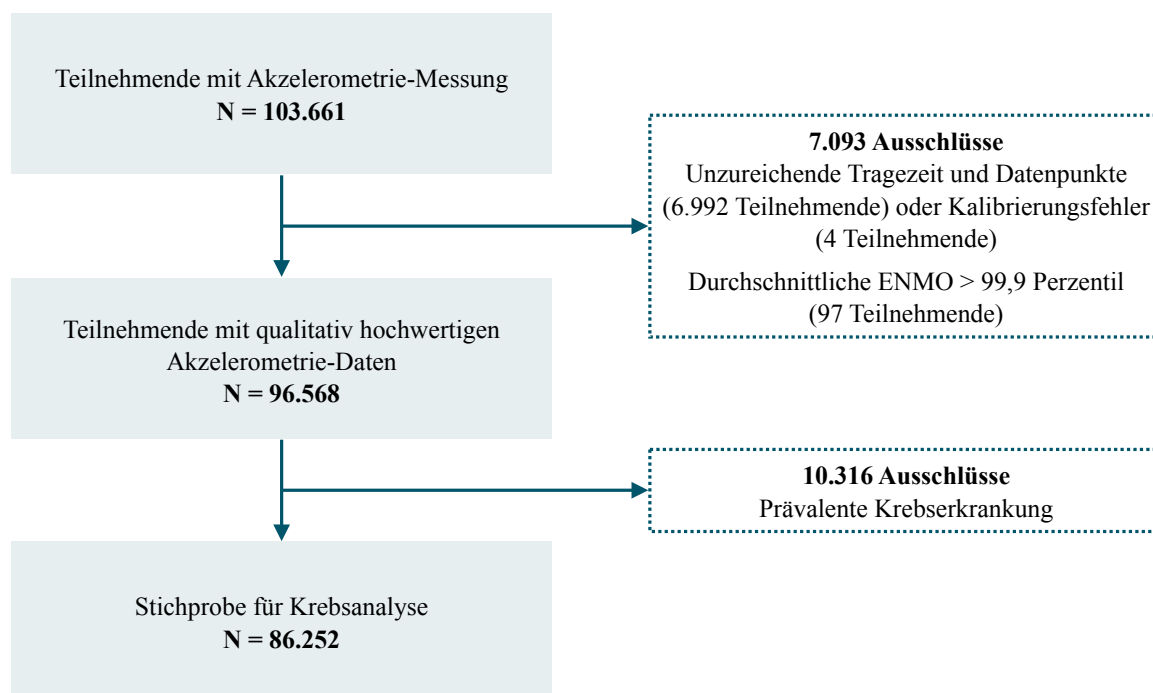 Teilnehmende mit Akzelerometrie-Messung
N = 103.661
7.093 Ausschlüsse
Unzureichende Tragezeit und Datenpunkte
(6.992 Teilnehmende) oder Kalibrierungsfehler
(4 Teilnehmende)
Durchschnittliche ENMO > 99,9 Perzentil
(97 Teilnehmende)
Teilnehmende mit qualitativ hochwertigen
Akzelerometrie-Daten
N = 96.568
10.316 Ausschlüsse
Prävalente Krebserkrankung
Stichprobe für Krebsanalyse
N = 86.252